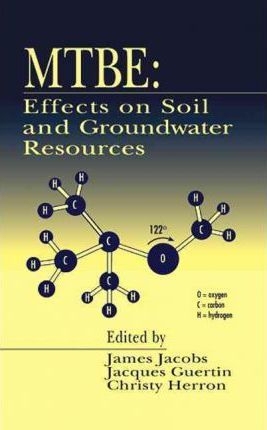 MTBE:
Effects on Soil
and Groundwater
Resources
H
H
H
C
H
H
122°
C
H
H
C
C
O
H
H
C
H
H
H
O = oxygen
C = carbon
H = hydrogen
Edited by
James Jacobs
Jacques Guertin
Christy Herron